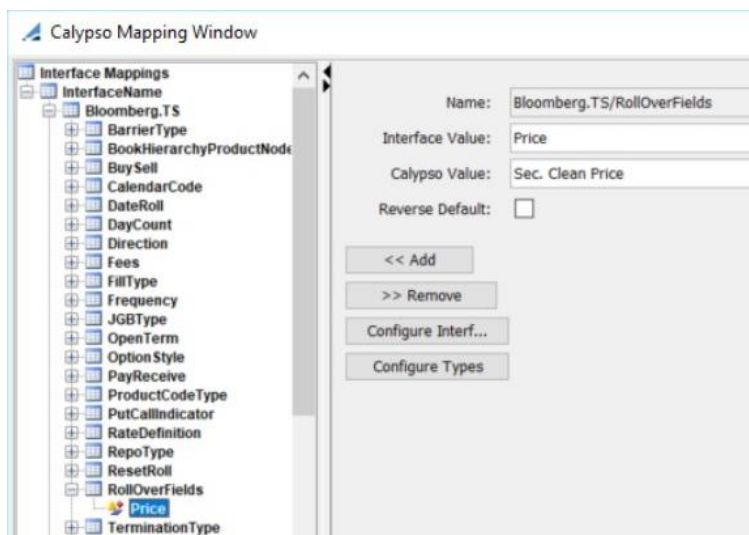 Calypso Mapping Window
Interface Mappings
InterfaceName
Bloomberg.TS
BarrierType
BookHierarchyProductNode
BuySell
CalendarCode
DateRoll
DayCount
Direction
Fees
FillType
Frequency
JGBType
OpenTerm
OptionStyle
PayReceive
ProductCodeType
PutCallIndicator
RateDefinition
RepoType
ResetRoll
RollOverFields
Price
TerminationType
Name: Bloomberg.TS/RollOverFields
Interface Value: Price
Calypso Value: Sec. Clean Price
Reverse Default:
<< Add
>> Remove
Configure Interf...
Configure Types